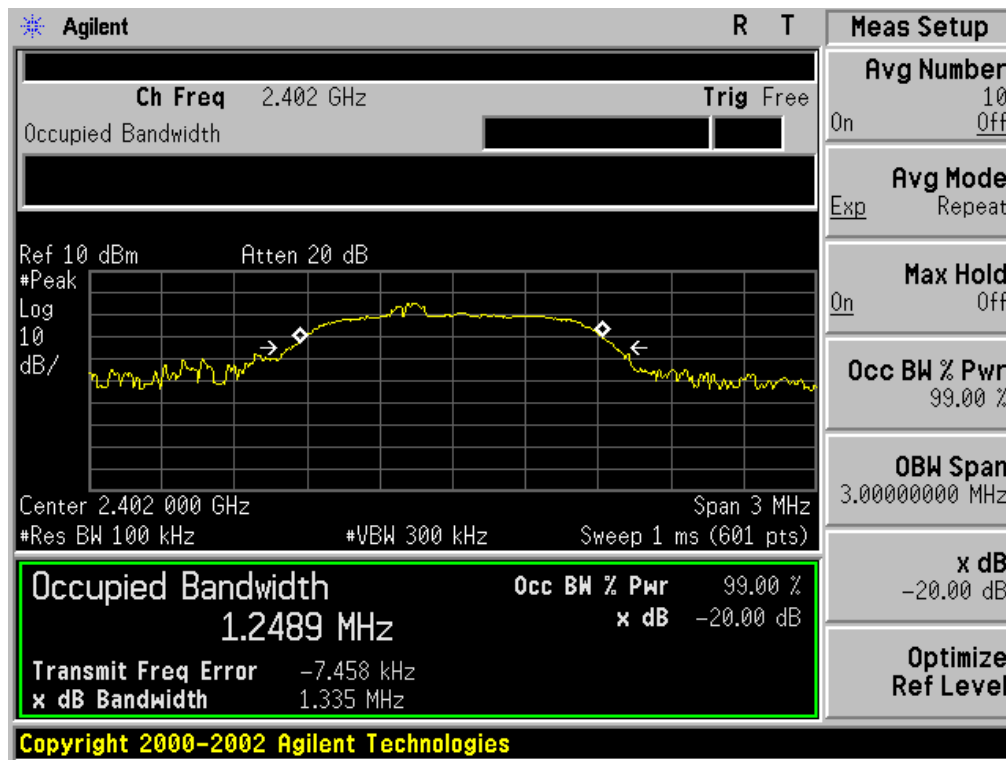 Agilent R T
Ch Freq 2.402 GHz Trig Free
Occupied Bandwidth
Ref 10 dBm Atten 20 dB
#Peak
Log
10
dB/
Center 2.402 000 GHz Span 3 MHz
#Res BW 100 kHz #VBW 300 kHz Sweep 1 ms (601 pts)
Occupied Bandwidth
1.2489 MHz
Occ BW % Pwr 99.00 %
x dB -20.00 dB
Transmit Freq Error -7.458 kHz
x dB Bandwidth 1.335 MHz
Copyright 2000-2002 Agilent Technologies
Meas Setup
Avg Number
10
On Off
Avg Mode
Exp Repeat
Max Hold
On Off
Occ BW % Pwr
99.00 %
OBW Span
3.00000000 MHz
x dB
-20.00 dB
Optimize
Ref Level